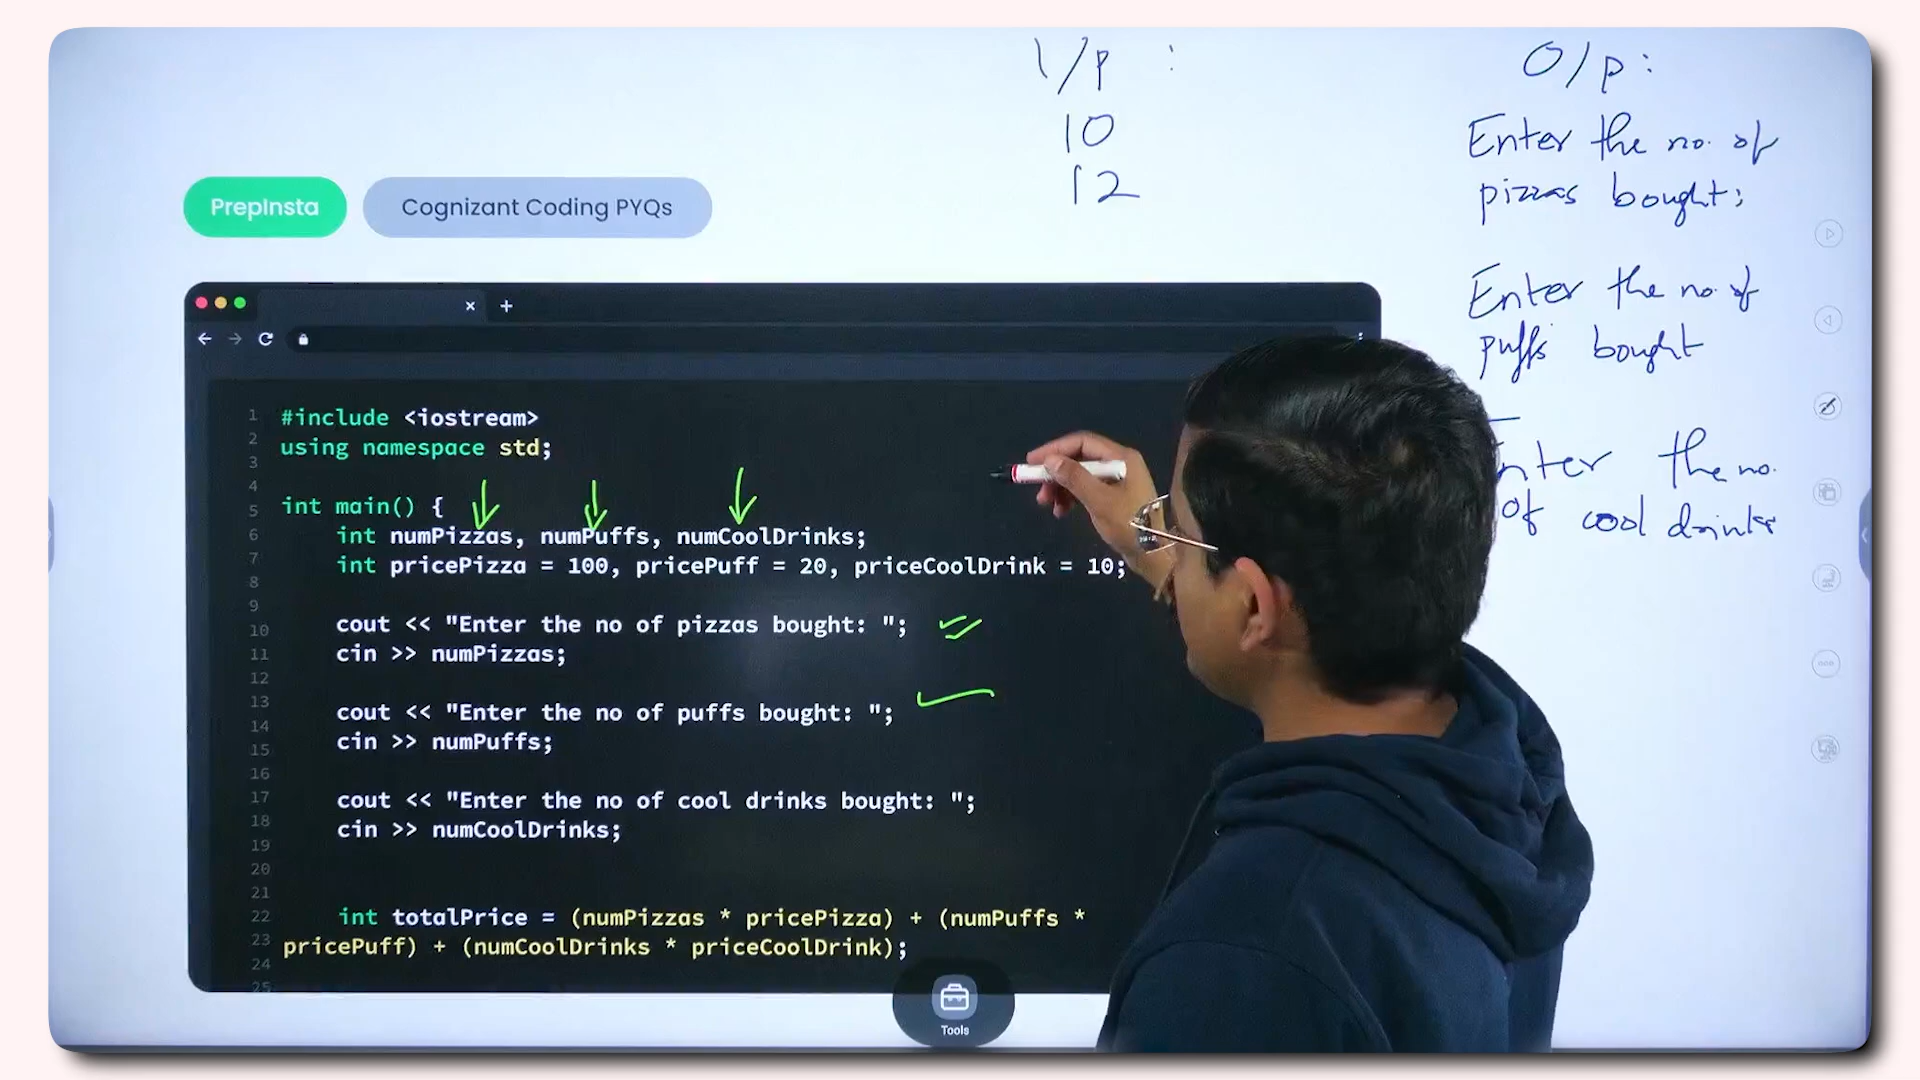 I/p :
10
12
O/p :
Enter the no. of
pizzas bought:
Enter the no. of
puffs bought
Enter the no.
of cool drinks
PrepInsta
Cognizant Coding PYQs
1
2
3
4
5
6
7
8
9
10
11
12
13
14
15
16
17
18
19
20
21
22
23
24
25
#include <iostream>
using namespace std;
int main() {
int numPizzas, numPuffs, numCoolDrinks;
int pricePizza = 100, pricePuff = 20, priceCoolDrink = 10;
cout << "Enter the no of pizzas bought: ";
cin >> numPizzas;
cout << "Enter the no of puffs bought: ";
cin >> numPuffs;
cout << "Enter the no of cool drinks bought: ";
cin >> numCoolDrinks;
int totalPrice = (numPizzas * pricePizza) + (numPuffs *
pricePuff) + (numCoolDrinks * priceCoolDrink);
Tools